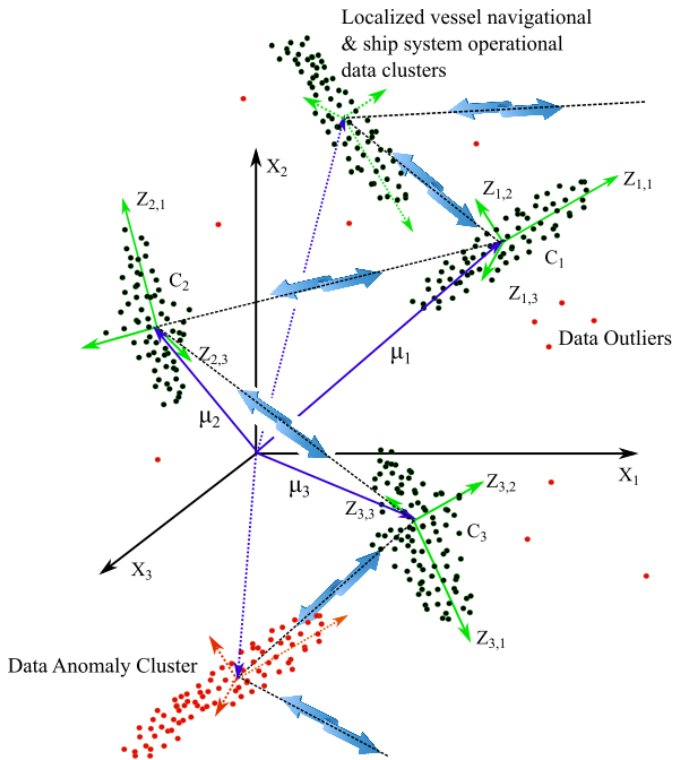 Localized vessel navigational
& ship system operational
data clusters
X2
Z1,1
Z2,1
Z1,2
C1
C2
Z1,3
Data Outliers
Z2,3
μ1
μ2
μ3
X1
Z3,2
Z3,3
C3
X3
Z3,1
Data Anomaly Cluster